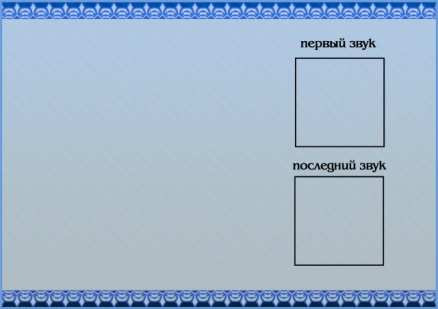 первый звук
последний звук